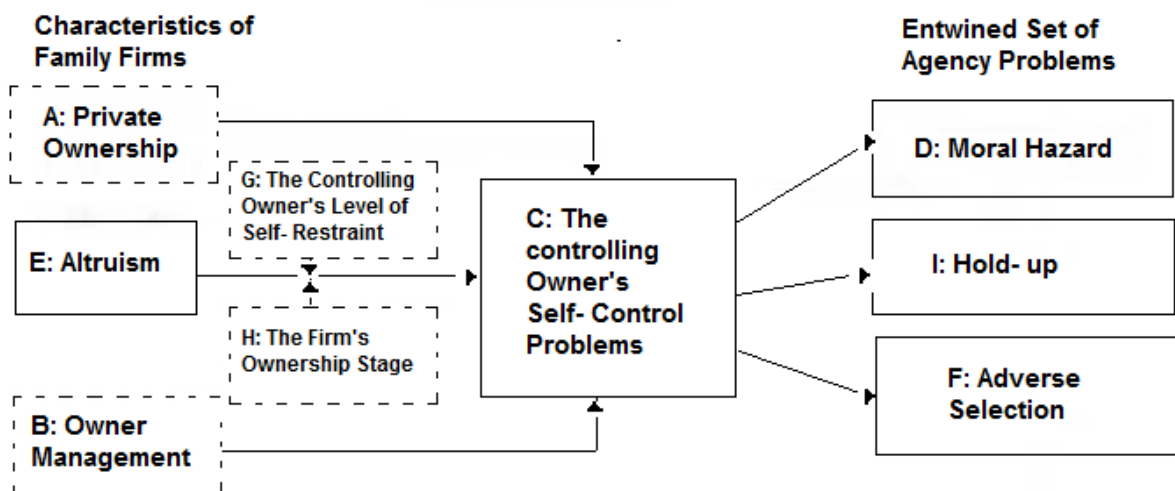 Characteristics of
Family Firms
A: Private
Ownership
G: The Controlling
Owner's Level of
Self- Restraint
E: Altruism
H: The Firm's
Ownership Stage
B: Owner
Management
C: The
controlling
Owner's
Self- Control
Problems
Entwined Set of
Agency Problems
D: Moral Hazard
I: Hold- up
F: Adverse
Selection